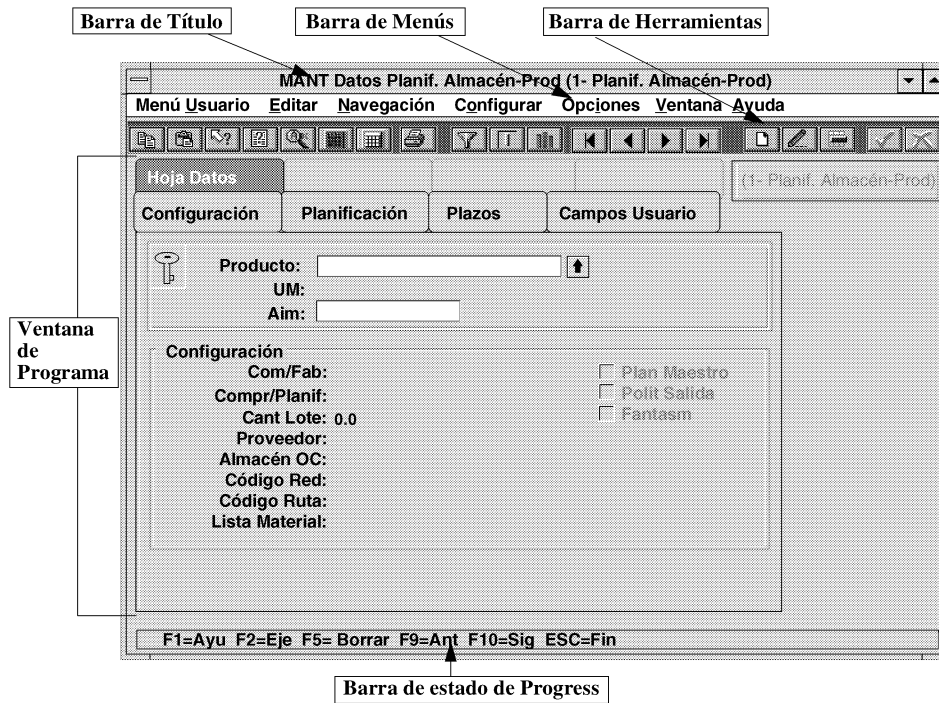 Barra de Título Barra de Menús Barra de Herramientas
MANT Datos Planif. Almacén-Prod (1- Planif. Almacén-Prod)
Menú Usuario Editar Navegación Configurar Opciones Ventana Ayuda
Hoja Datos
(1- Planif. Almacén-Prod)
Configuración Planificación Plazos Campos Usuario
Producto:
UM:
Aim:
Ventana
de
Programa
Configuración
Com/Fab:
Plan Maestro
Compr/Planif:
Polit Salida
Cant Lote: 0.0
Fantasm
Proveedor:
Almacén OC:
Código Red:
Código Ruta:
Lista Material:
F1=Ayu F2=Eje F5= Borrar F9=Ant F10=Sig ESC=Fin
Barra de estado de Progress